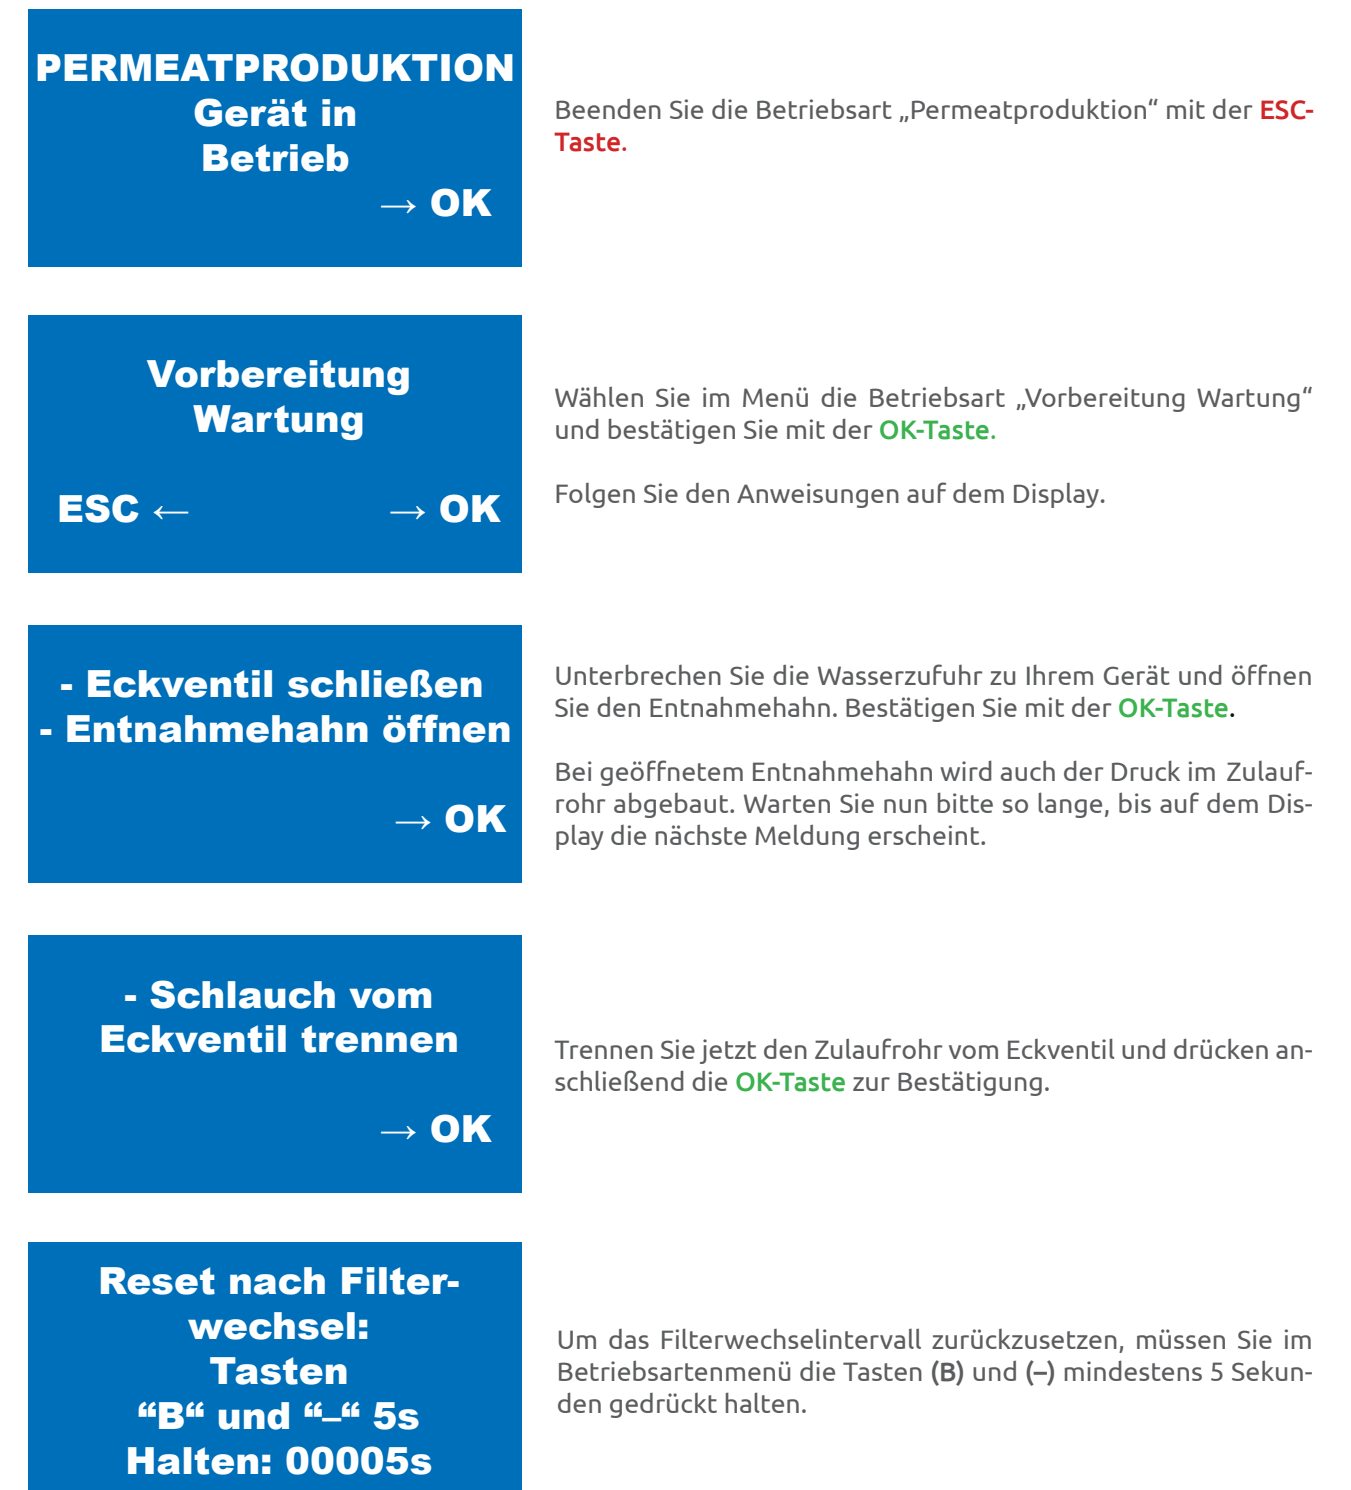 PERMEATPRODUKTION
Gerät in
Betrieb
→ OK
Beenden Sie die Betriebsart „Permeatproduktion“ mit der ESC-
Taste.
Vorbereitung
Wartung
ESC ← → OK
Wählen Sie im Menü die Betriebsart „Vorbereitung Wartung“
und bestätigen Sie mit der OK-Taste.
Folgen Sie den Anweisungen auf dem Display.
- Eckventil schließen
- Entnahmehahn öffnen
→ OK
Unterbrechen Sie die Wasserzufuhr zu Ihrem Gerät und öffnen
Sie den Entnahmehahn. Bestätigen Sie mit der OK-Taste.
Bei geöffnetem Entnahmehahn wird auch der Druck im Zulauf-
rohr abgebaut. Warten Sie nun bitte so lange, bis auf dem Dis-
play die nächste Meldung erscheint.
- Schlauch vom
Eckventil trennen
→ OK
Trennen Sie jetzt den Zulaufrohr vom Eckventil und drücken an-
schließend die OK-Taste zur Bestätigung.
Reset nach Filter-
wechsel:
Tasten
“B“ und “–“ 5s
Halten: 00005s
Um das Filterwechselintervall zurückzusetzen, müssen Sie im
Betriebsartenmenü die Tasten (B) und (–) mindestens 5 Sekun-
den gedrückt halten.